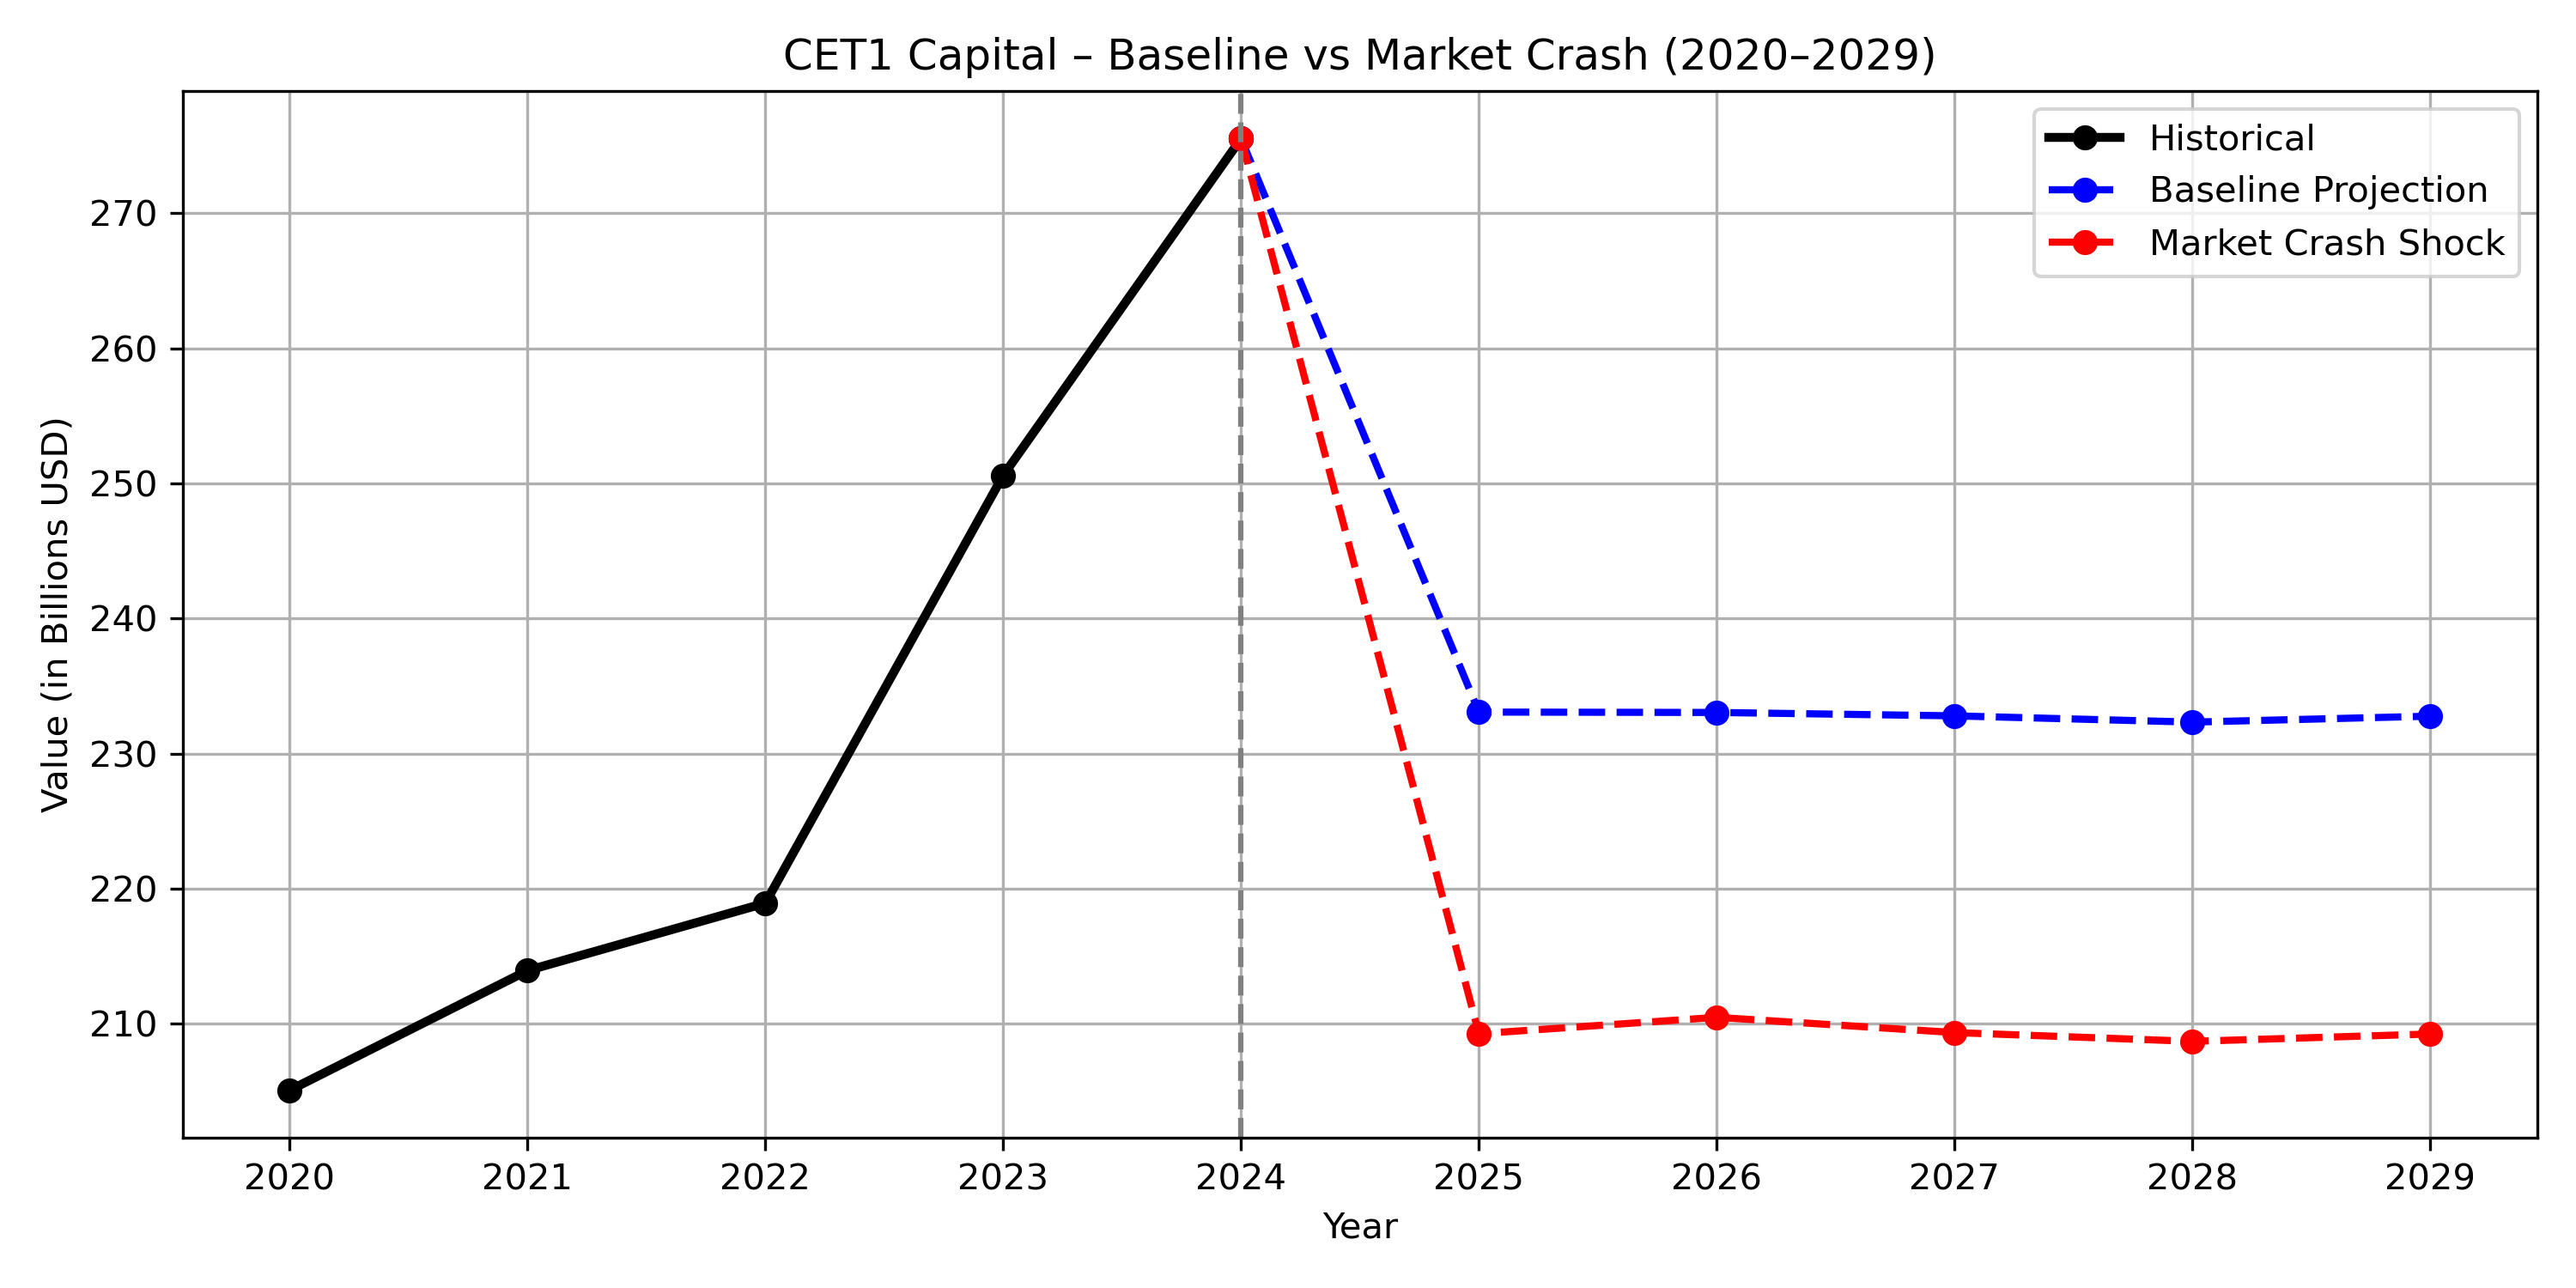 CET1 Capital – Baseline vs Market Crash (2020–2029)
Historical
Baseline Projection
Market Crash Shock
Value (in Billions USD)
270
260
250
240
230
220
210
2020 2021 2022 2023 2024 2025 2026 2027 2028 2029
Year